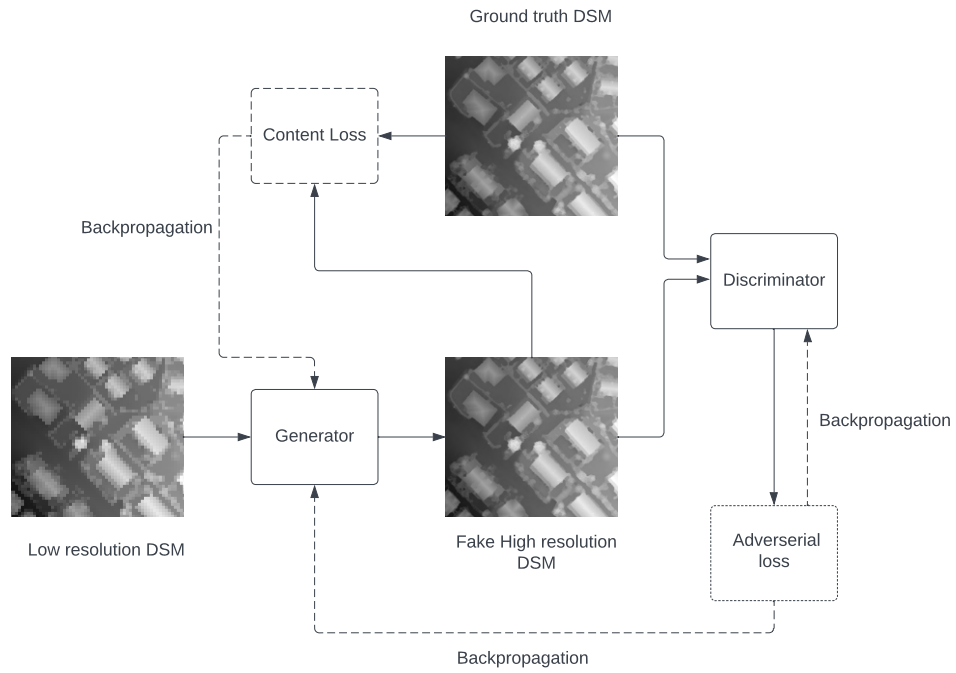 Ground truth DSM
Content Loss
Backpropagation
Discriminator
Generator
Backpropagation
Low resolution DSM
Fake High resolution
DSM
Adverserial
loss
Backpropagation